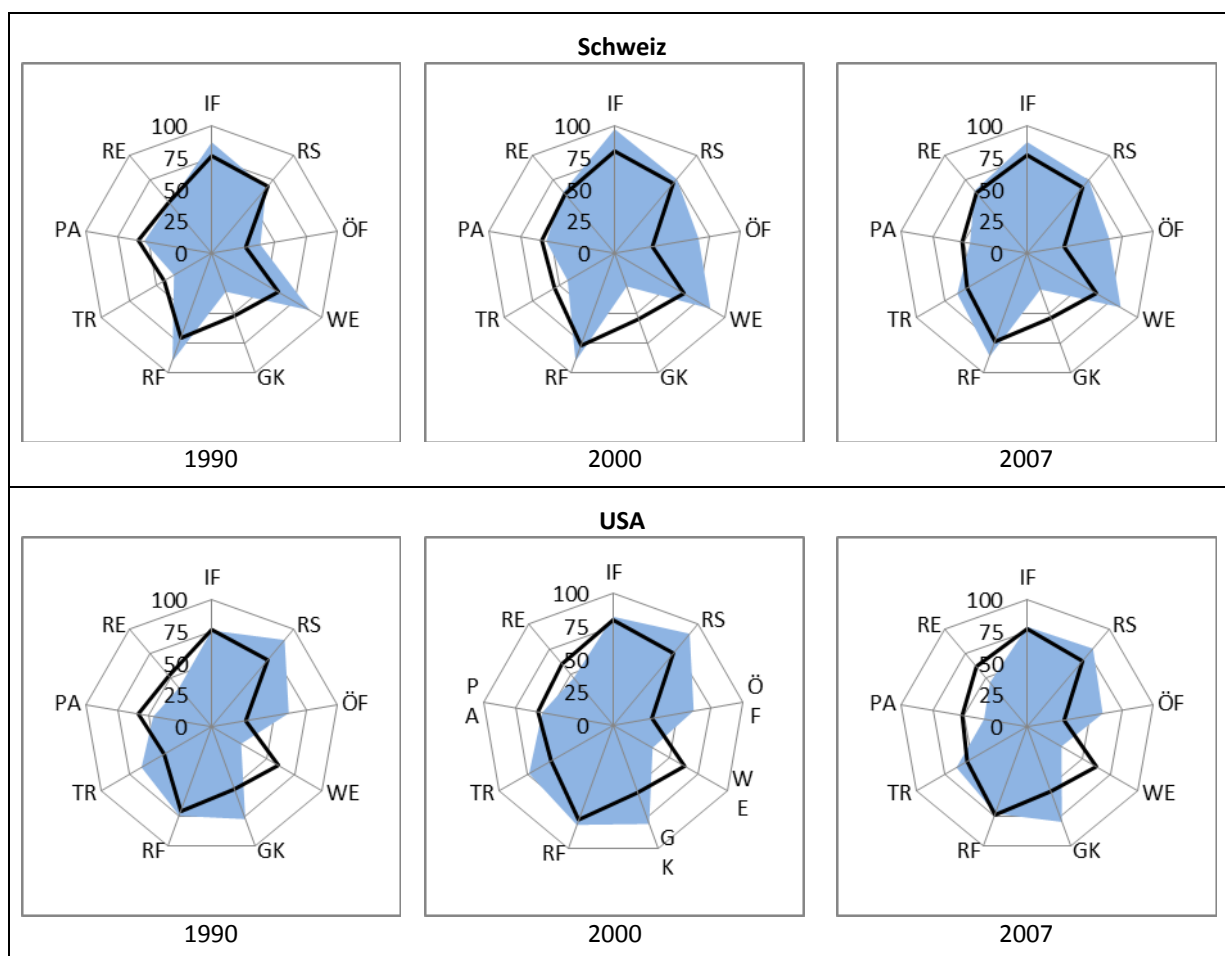 Schweiz
IF
100
RE
RS
75
50
PA
25
ÖF
0
TR
WE
RF
GK
1990
IF
100
RE
RS
75
50
PA
25
ÖF
0
TR
WE
RF
GK
2000
IF
100
RE
RS
75
50
PA
25
ÖF
0
TR
WE
RF
GK
2007
USA
IF
100
RE
RS
75
50
PA
25
ÖF
0
TR
WE
RF
GK
1990
IF
100
RE
RS
75
50
P
A
25
Ö
F
0
TR
W
E
RF
G
K
2000
IF
100
RE
RS
75
50
PA
25
ÖF
0
TR
WE
RF
GK
2007